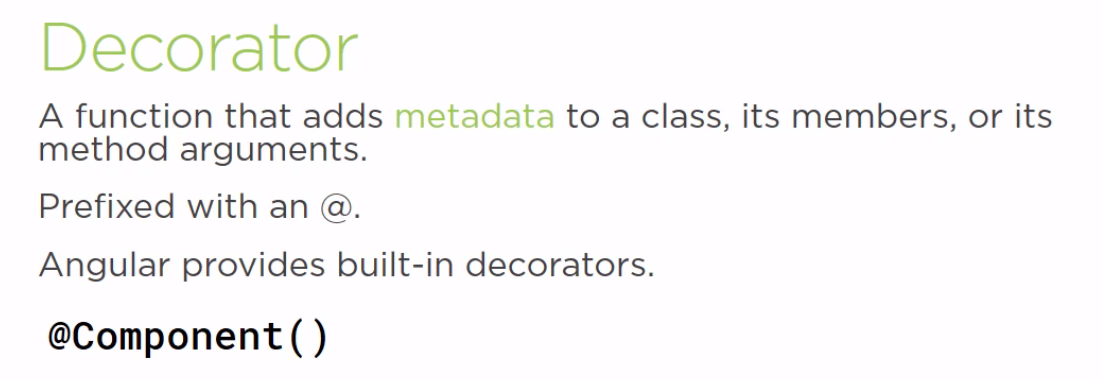 Decorator
A function that adds metadata to a class, its members, or its
method arguments.
Prefixed with an @.
Angular provides built-in decorators.
@Component()